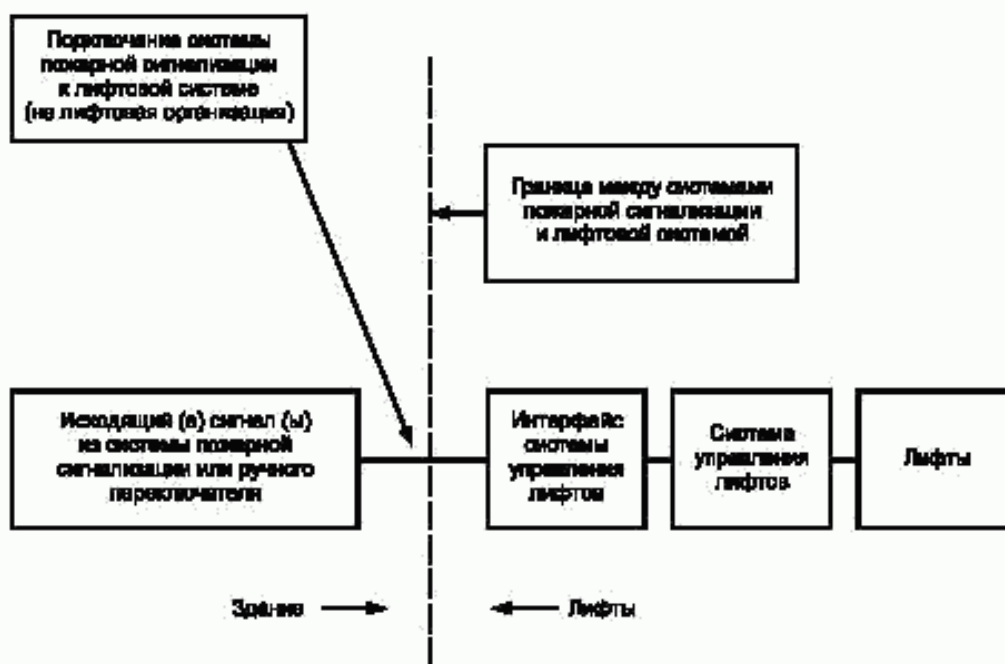 Подключение системы
пожарной сигнализации
к лифтовой системе
(не лифтовая организация)
Граница между системами
пожарной сигнализации
и лифтовой системой
Исходящий (е) сигнал (ы)
из системы пожарной
сигнализации или ручного
переключателя
Интерфейс
системы
управления
лифтов
Система
управления
лифтов
Лифты
Здание
Лифты